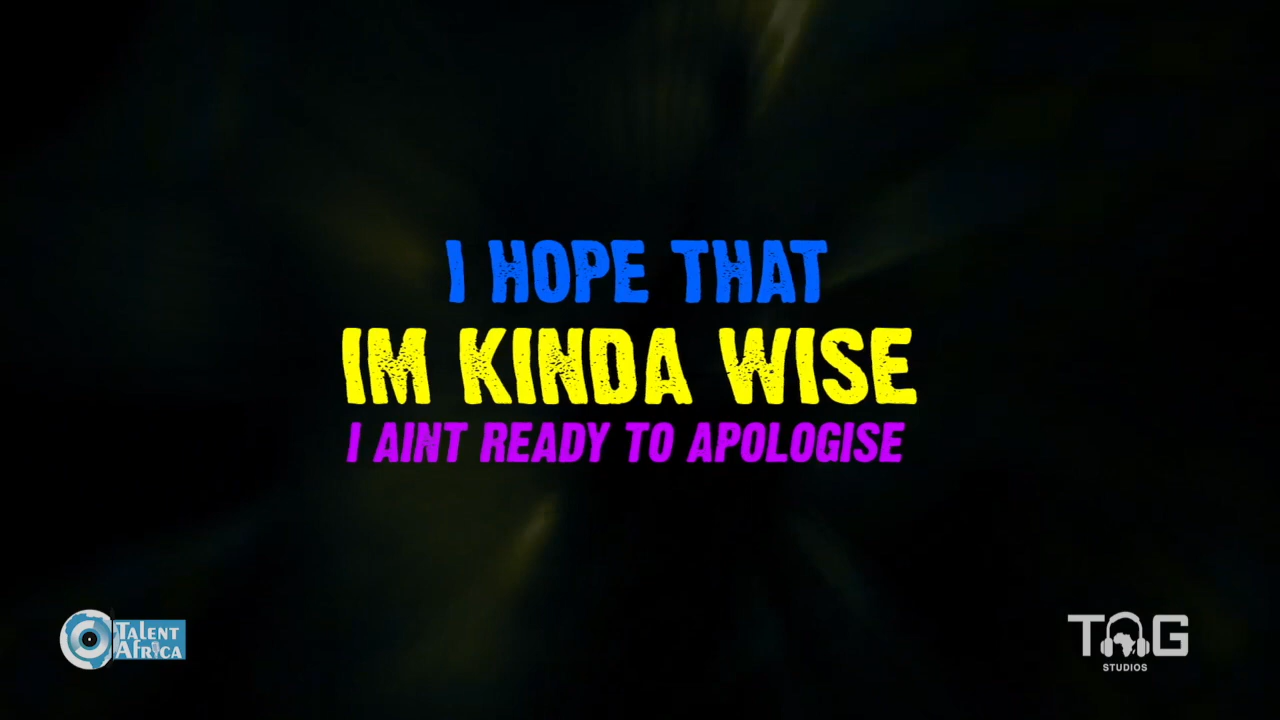 I HOPE THAT
IM KINDA WISE
I AINT READY TO APOLOGISE
TALENT
AFRICA
TAG
STUDIOS